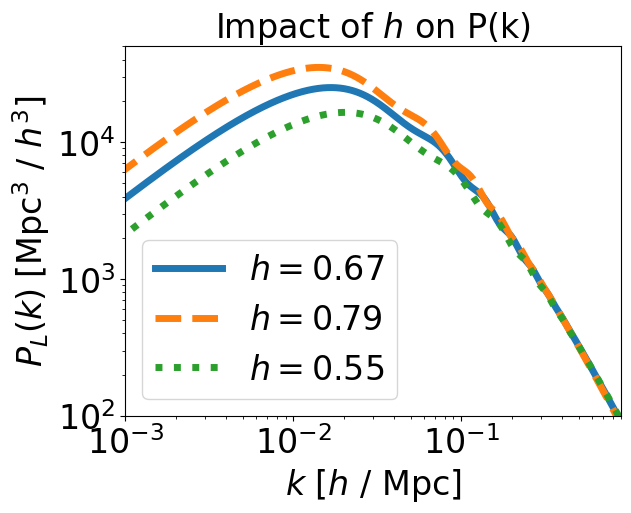 Impact of h on P(k)
P_L(k) [Mpc³ / h³]
10⁴
10³
10²
h = 0.67
h = 0.79
h = 0.55
10⁻³ 10⁻² 10⁻¹
k [h / Mpc]